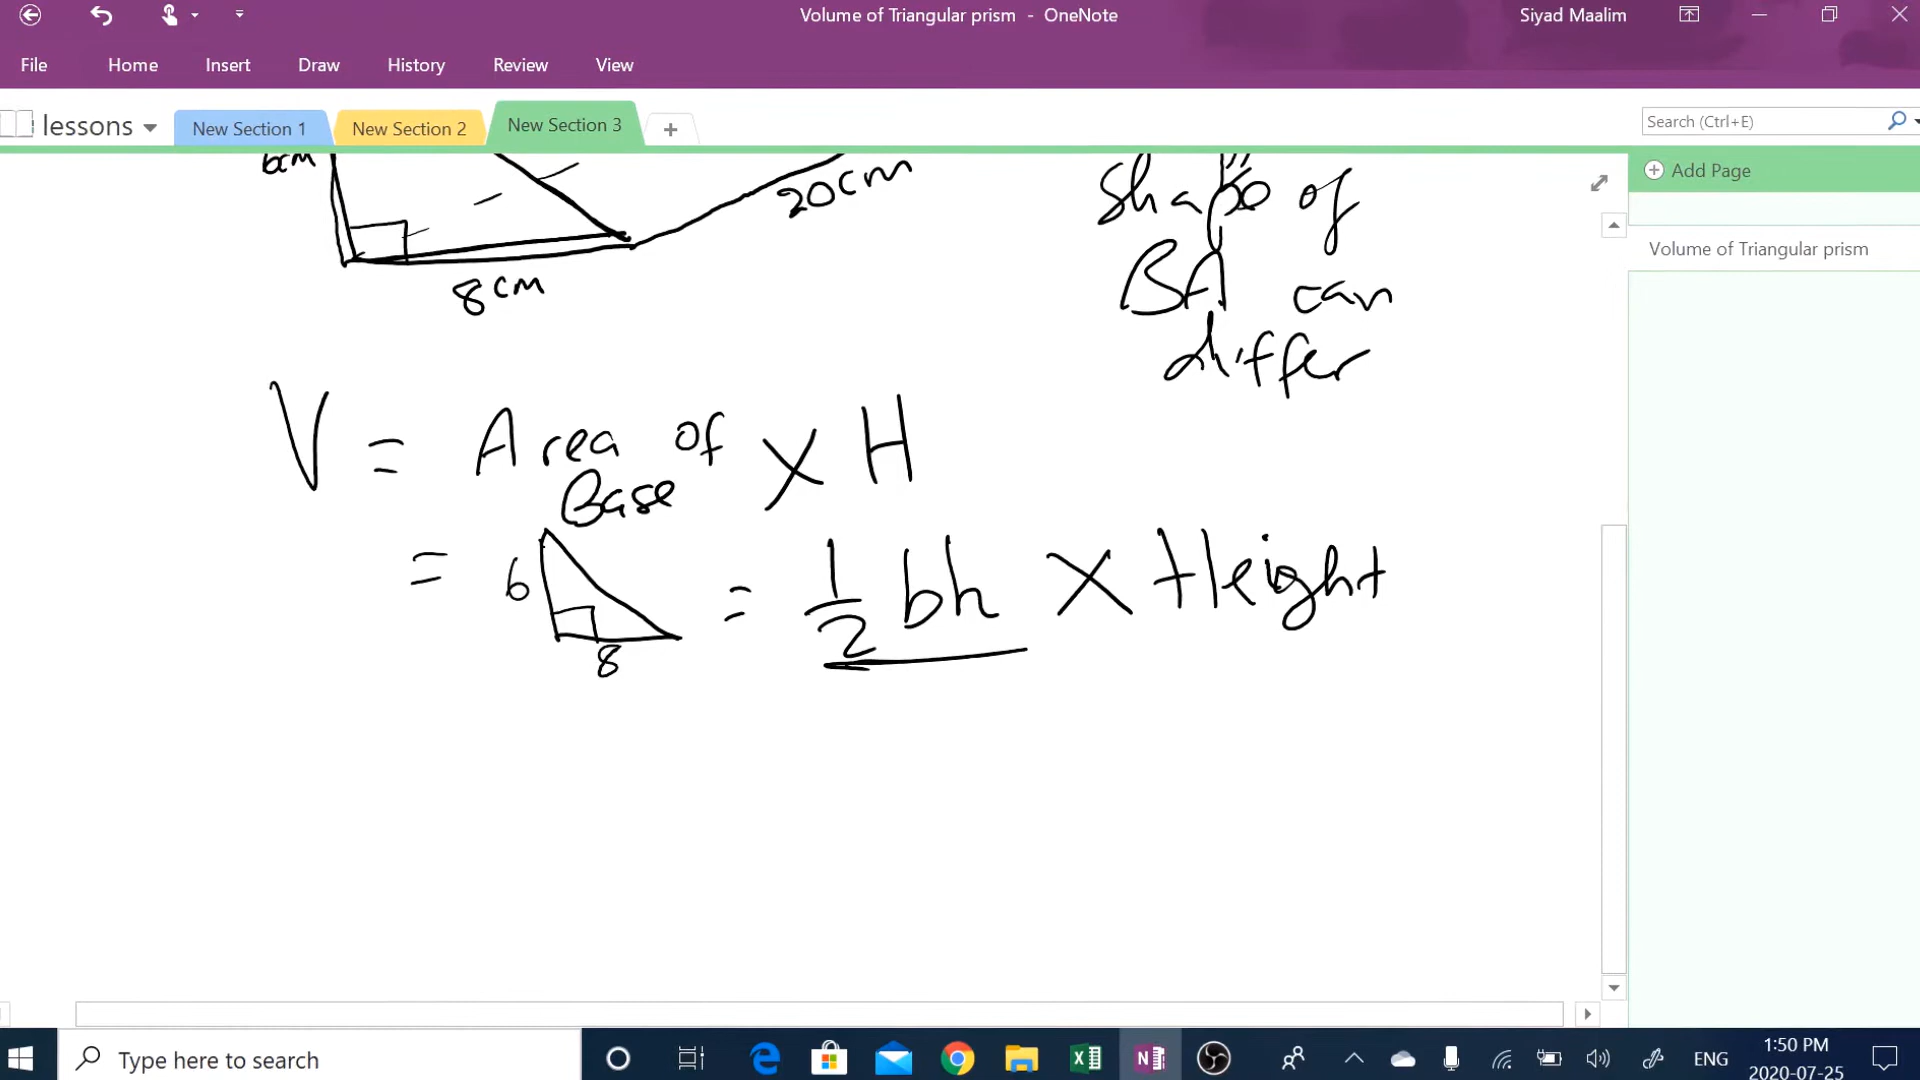 Volume of Triangular prism - OneNote
Siyad Maalim
File Home Insert Draw History Review View
lessons New Section 1 New Section 2 New Section 3 +
Search (Ctrl+E)
Add Page
Volume of Triangular prism
6cm
20cm
8cm
Shape of
BA can
differ
V = Area of X H
Base
= 6 8 = 1/2 bh X Height
Type here to search
ENG
1:50 PM
2020-07-25